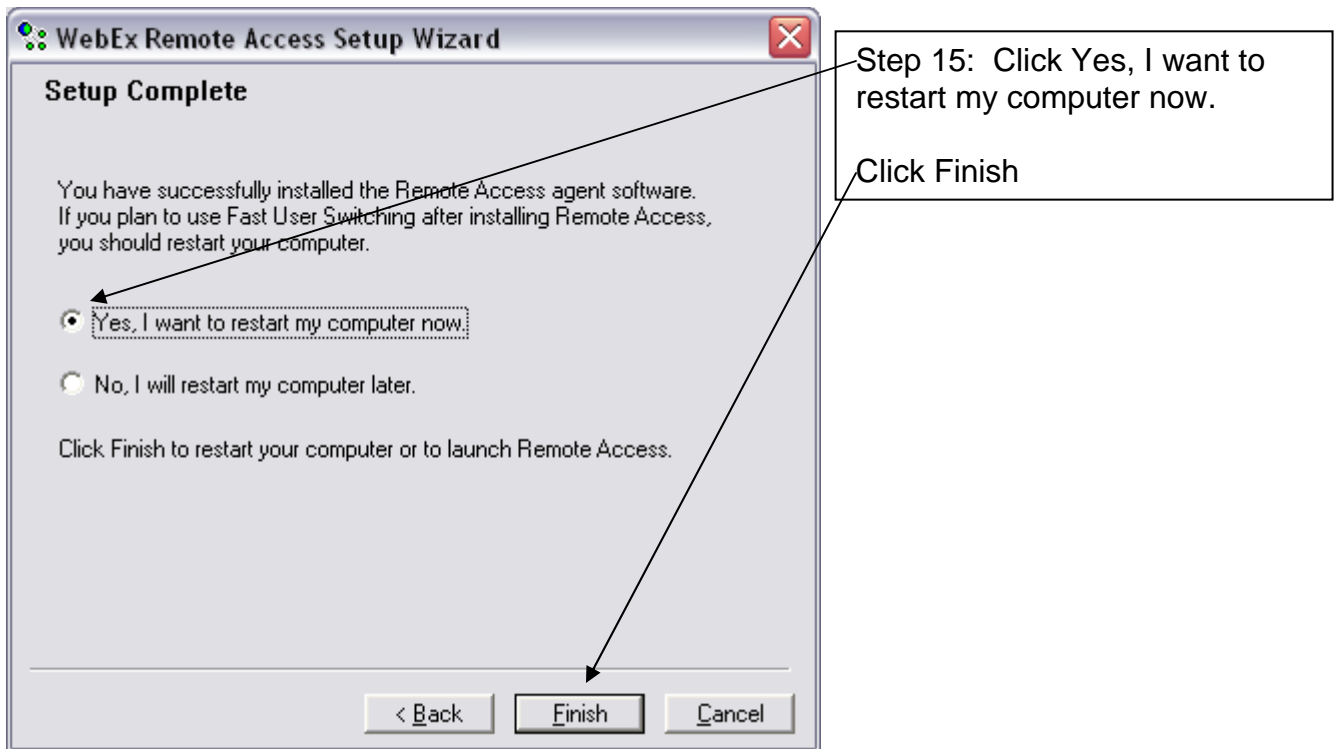 WebEx Remote Access Setup Wizard
Setup Complete
You have successfully installed the Remote Access agent software.
If you plan to use Fast User Switching after installing Remote Access,
you should restart your computer.
Yes, I want to restart my computer now.
No, I will restart my computer later.
Click Finish to restart your computer or to launch Remote Access.
< Back
Finish
Cancel
Step 15:  Click Yes, I want to
restart my computer now.
Click Finish